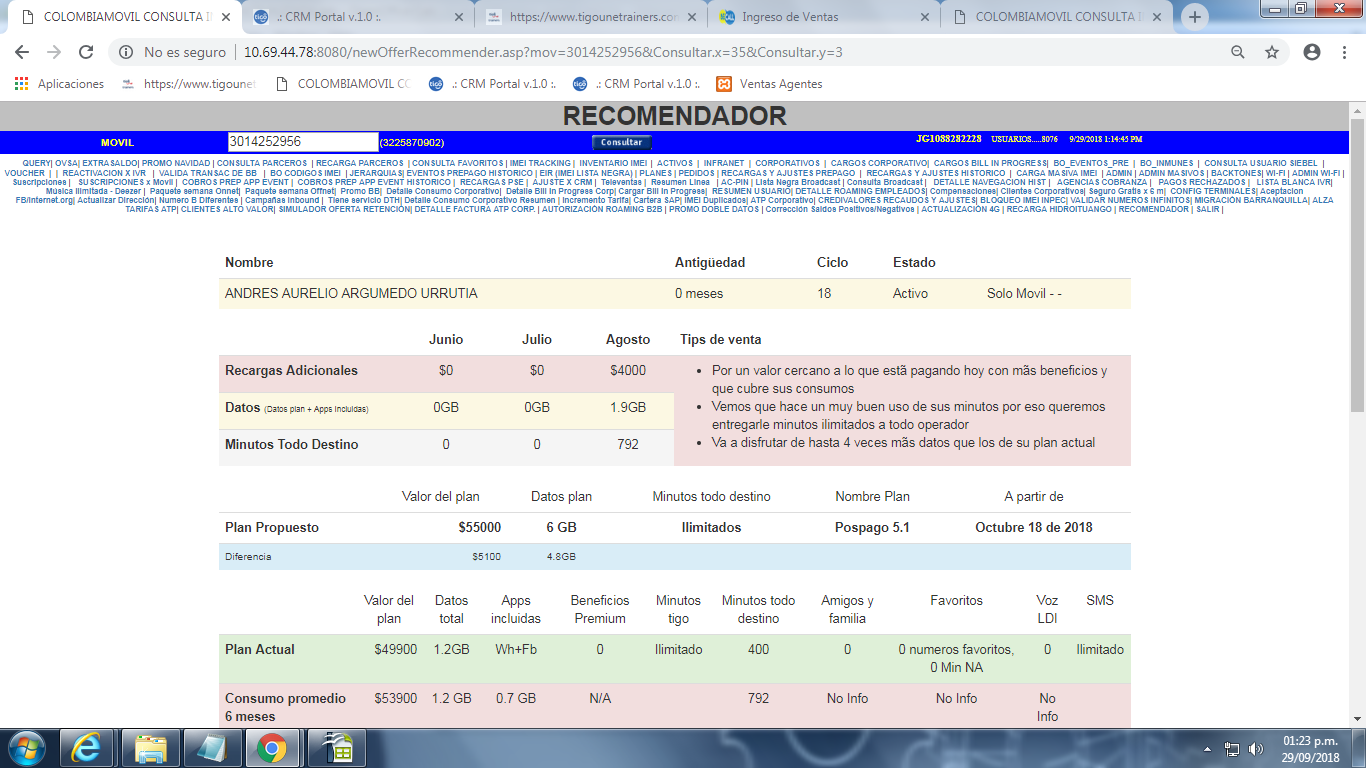 COLOMBIAMOVIL CONSULTA I
.: CRM Portal v.1.0 :.
https://www.tigounetrainers.con
Ingreso de Ventas
COLOMBIAMOVIL CONSULTA I
No es seguro | 10.69.44.78:8080/newOfferRecommender.asp?mov=3014252956&Consultar.x=35&Consultar.y=3
Aplicaciones
https://www.tigounet
COLOMBIAMOVIL CC
.: CRM Portal v.1.0 :.
.: CRM Portal v.1.0 :.
Ventas Agentes
RECOMENDADOR
MOVIL 3014252956 (3225870902) Consultar JG1088282228 USUARIOS.....8076 9/29/2018 1:14:45 PM
QUERY| OVSA| EXTRASALDO| PROMO NAVIDAD | CONSULTA PARCEROS | RECARGA PARCEROS | CONSULTA FAVORITOS | IMEI TRACKING | INVENTARIO IMEI | ACTIVOS | INFRANET | CORPORATIVOS | CARGOS CORPORATIVO| CARGOS BILL IN PROGRESS| BO_EVENTOS_PRE | BO_INMUNES | CONSULTA USUARIO SIEBEL |
VOUCHER | | REACTIVACION X IVR | VALIDA TRANSAC DE BB | BO CODIGOS IMEI | JERARQUIAS| EVENTOS PREPAGO HISTORICO | EIR (IMEI LISTA NEGRA) | PLANES | PEDIDOS | RECARGAS Y AJUSTES PREPAGO | RECARGAS Y AJUSTES HISTORICO | CARGA MASIVA IMEI | ADMIN | ADMIN MASIVOS | BACKTONES| WI-FI | ADMIN WI-FI |
Suscripciones | SUSCRIPCIONES x Movil | COBROS PREP APP EVENT | COBROS PREP APP EVENT HISTORICO | RECARGAS PSE | AJUSTE X CRM | Televentas | Resumen Linea | AC-PIN | Lista Negra Broadcast | Consulta Broadcast | DETALLE NAVEGACION HIST | AGENCIAS COBRANZA | PAGOS RECHAZADOS | LISTA BLANCA IVR|
Musica Ilimitada - Deezer | Paquete semana Onnet| Paquete semana Offnet| Promo BB| Detalle Consumo Corporativo| Detalle Bill In Progress Corp| Cargar Bill In Progres| RESUMEN USUARIO| DETALLE ROAMING EMPLEADOS| Compensaciones| Clientes Corporativos| Seguro Gratis x 6 m| CONFIG TERMINALES| Aceptacion
FB/Internet.org| Actualizar Dirección| Numero B Diferentes | Campañas Inbound | Tiene servicio DTH| Detalle Consumo Corporativo Resumen | Incremento Tarifa| Cartera SAP| IMEI Duplicados| ATP Corporativo| CREDIVALORES RECAUDOS Y AJUSTES| BLOQUEO IMEI INPEC| VALIDAR NUMEROS INFINITOS| MIGRACIÓN BARRANQUILLA| ALZA
TARIFAS ATP| CLIENTES ALTO VALOR| SIMULADOR OFERTA RETENCIÓN| DETALLE FACTURA ATP CORP. | AUTORIZACIÓN ROAMING B2B | PROMO DOBLE DATOS | Corrección Saldos Positivos/Negativos | ACTUALIZACIÓN 4G | RECARGA HIDROITUANGO | RECOMENDADOR | SALIR |
Nombre Antigüedad Ciclo Estado
ANDRES AURELIO ARGUMEDO URRUTIA 0 meses 18 Activo Solo Movil - -
Junio Julio Agosto Tips de venta
Recargas Adicionales $0 $0 $4000
Datos (Datos plan + Apps Incluidas) 0GB 0GB 1.9GB
Minutos Todo Destino 0 0 792
• Por un valor cercano a lo que estã pagando hoy con mãs beneficios y
que cubre sus consumos
• Vemos que hace un muy buen uso de sus minutos por eso queremos
entregarle minutos ilimitados a todo operador
• Va a disfrutar de hasta 4 veces mãs datos que los de su plan actual
Valor del plan Datos plan Minutos todo destino Nombre Plan A partir de
Plan Propuesto $55000 6 GB Ilimitados Pospago 5.1 Octubre 18 de 2018
Diferencia $5100 4.8GB
Valor del plan Datos total Apps incluidas Beneficios Premium Minutos tigo Minutos todo destino Amigos y familia Favoritos Voz LDI SMS
Plan Actual $49900 1.2GB Wh+Fb 0 Ilimitado 400 0 0 numeros favoritos, 0 Min NA 0 Ilimitado
Consumo promedio 6 meses $53900 1.2 GB 0.7 GB N/A 792 No Info No Info No Info
01:23 p.m.
29/09/2018